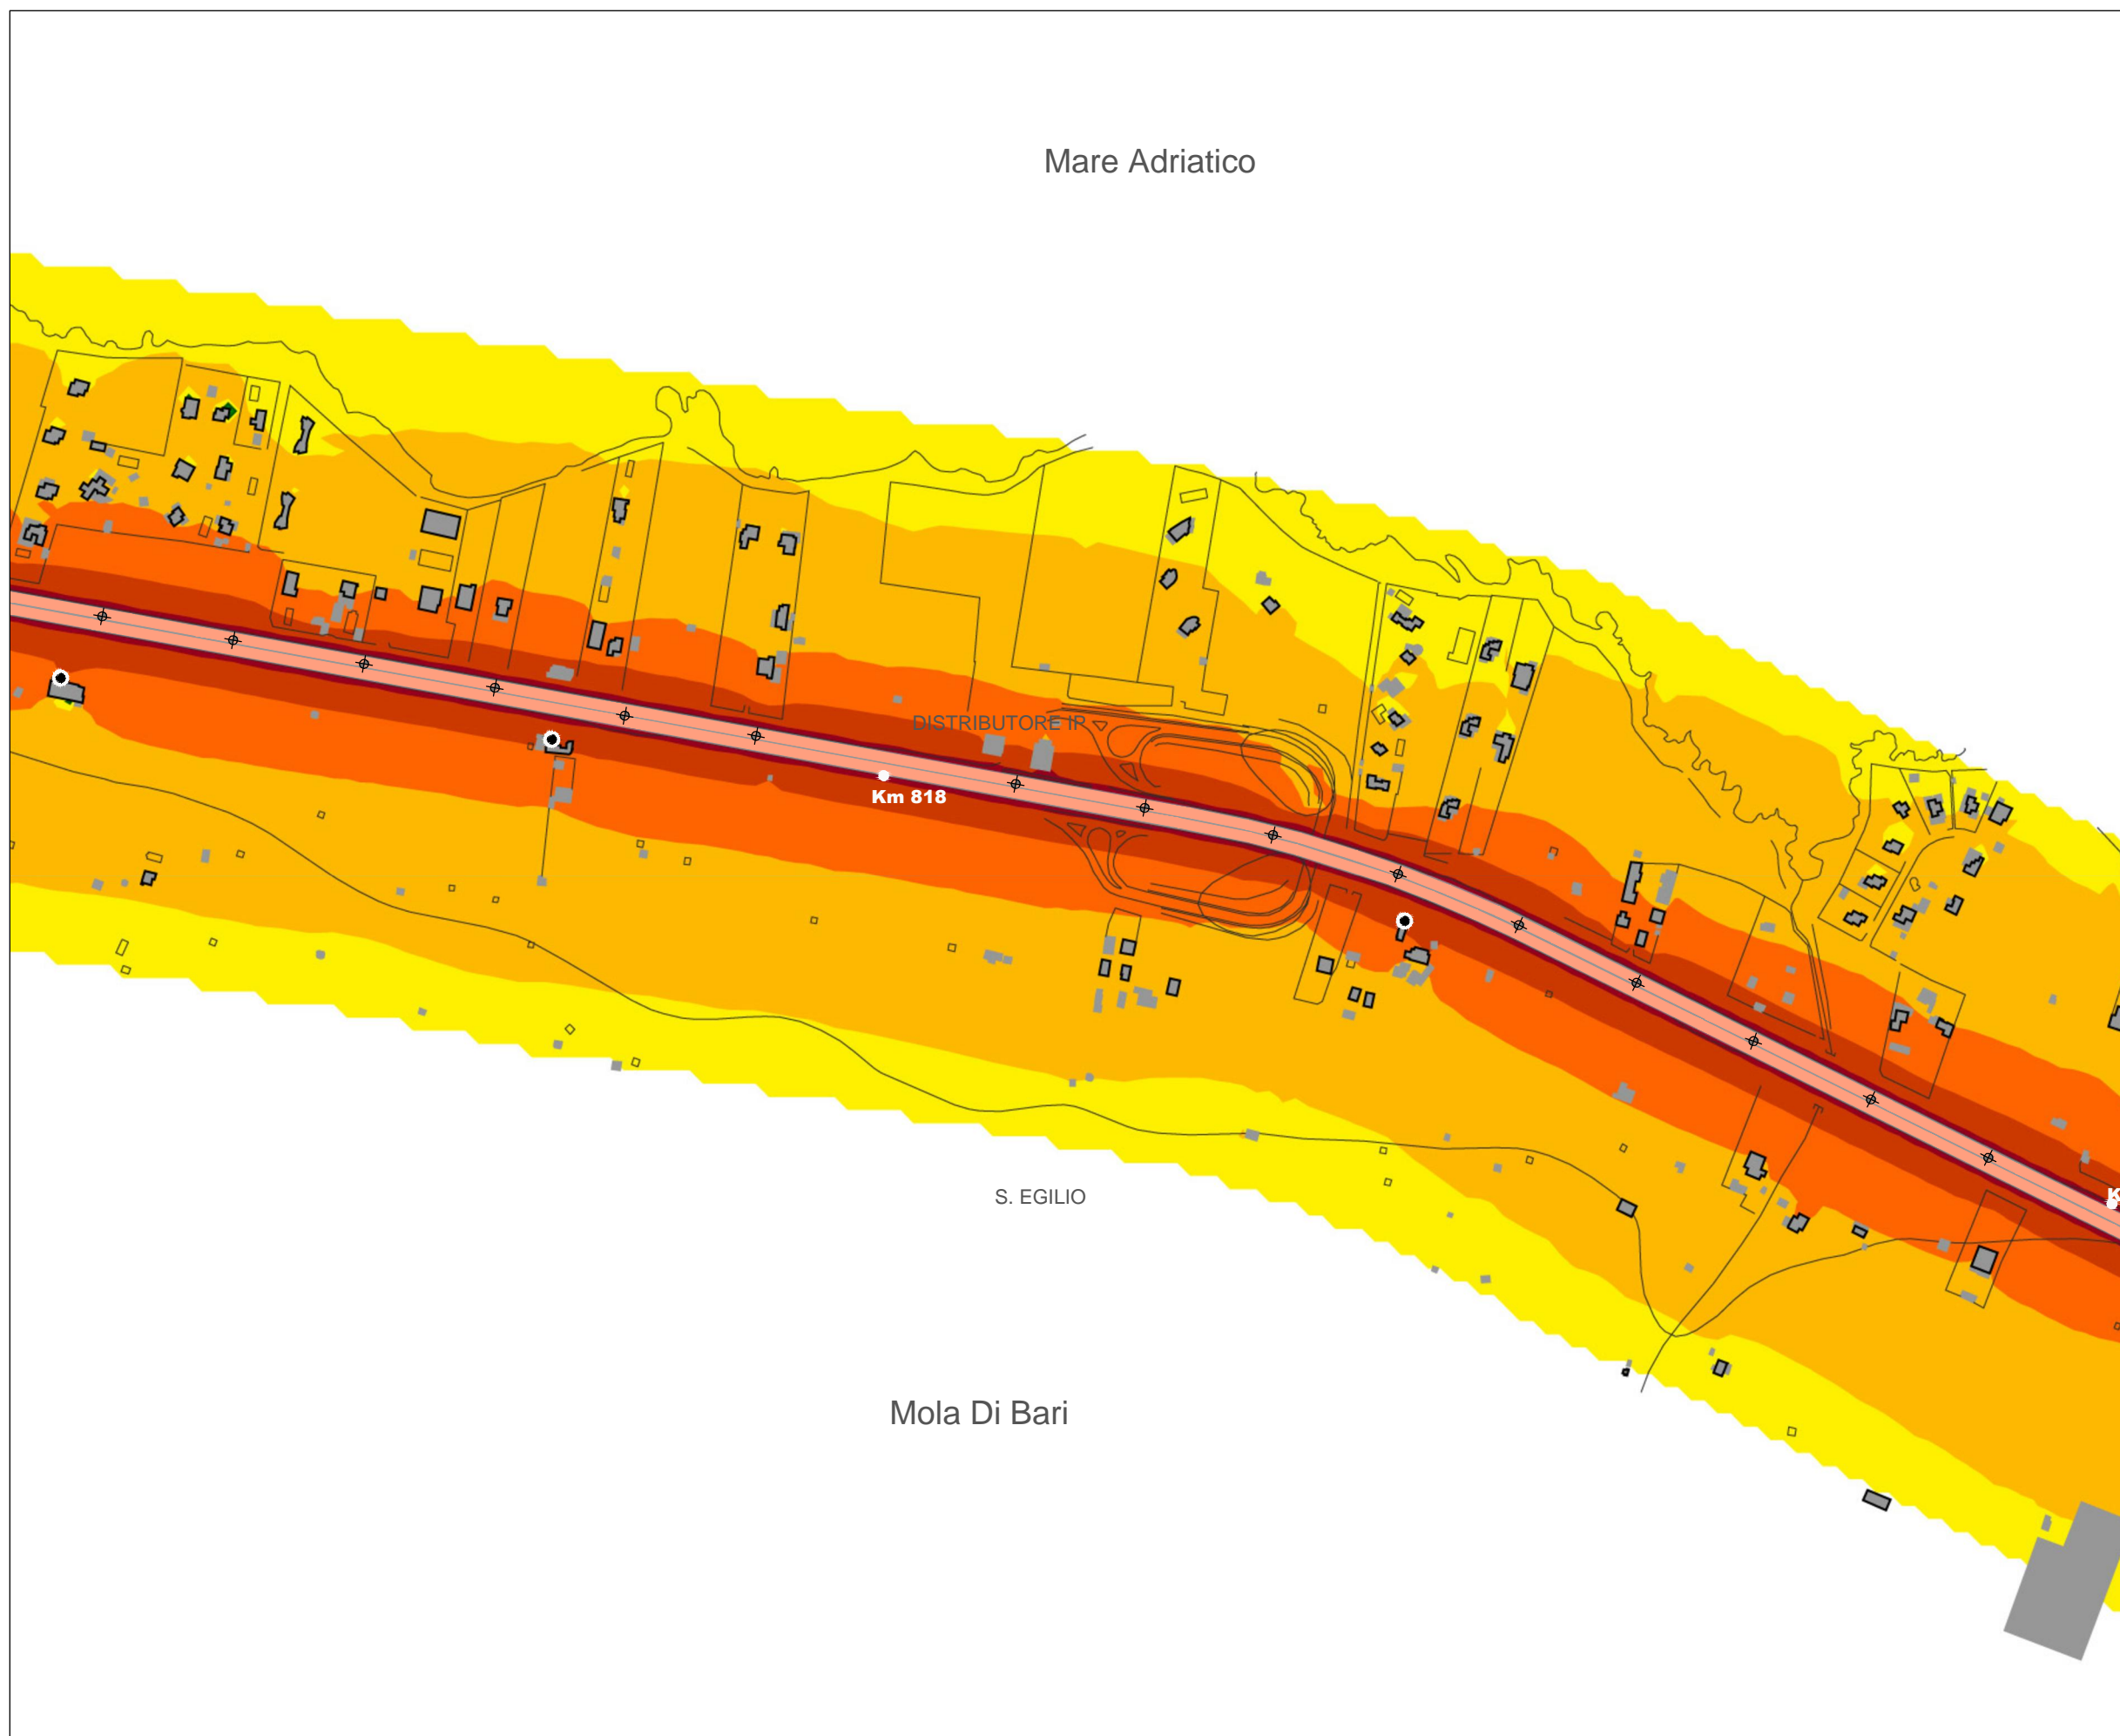 Mare Adriatico
DISTRIBUTORE IP
Km 818
K
S. EGILIO
Mola Di Bari